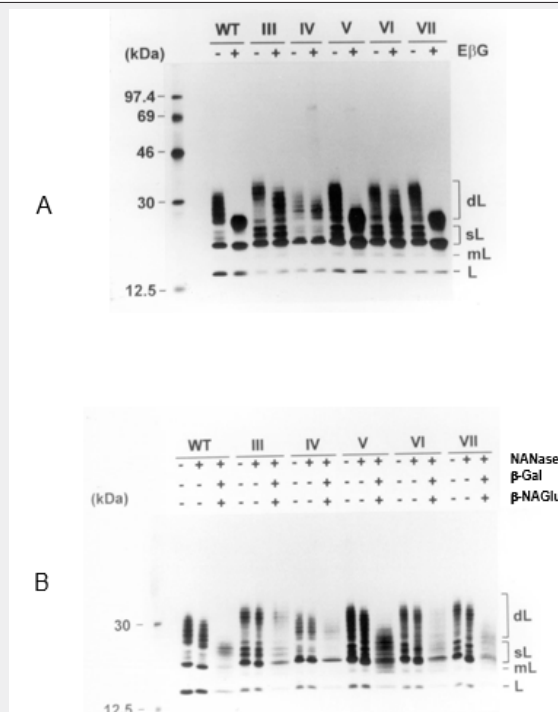 WT III IV V VI VII
(kDa) - + - + - + - + - + - + EβG
97.4
69
46
A
30
dL
sL
mL
L
12.5
WT III IV V VI VII
- + + - + + - + + - + + - + + - + + NANase
- - + - - + - - + - - + - - + - - + β-Gal
(kDa) - - + - - + - - + - - + - - + - - + β-NAGlu
B
30
dL
sL
mL
L
12.5